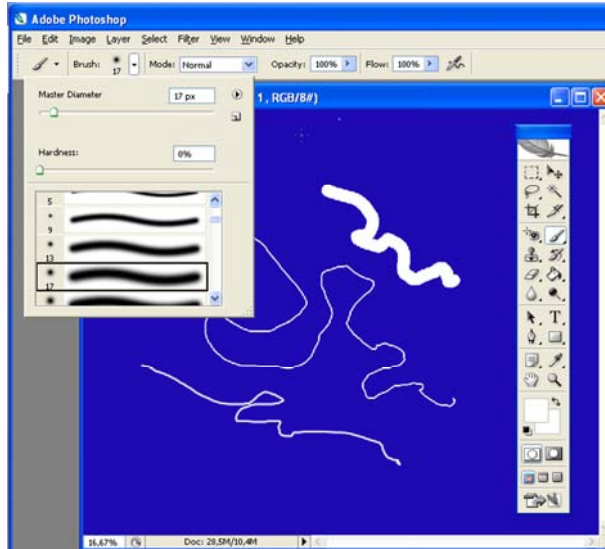 Adobe Photoshop
File Edit Image Layer Select Filter View Window Help
Brush: 17 Mode: Normal Opacity: 100% Flow: 100%
Master Diameter 17 px
1, RGB/8#)
Hardness: 0%
5
9
13
17
T
16,67% Doc: 28,5M/10,4M